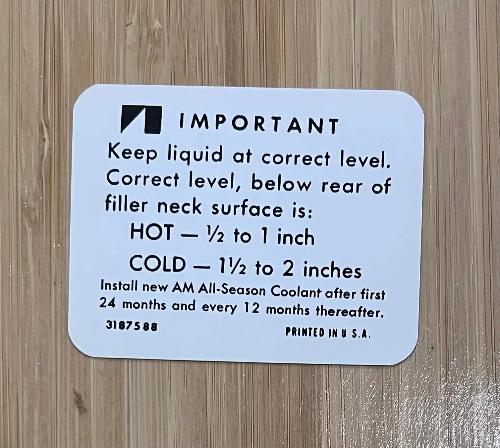 IMPORTANT
Keep liquid at correct level.
Correct level, below rear of
filler neck surface is:
HOT — ½ to 1 inch
COLD — 1½ to 2 inches
Install new AM All-Season Coolant after first
24 months and every 12 months thereafter.
3187588
PRINTED IN U S.A.